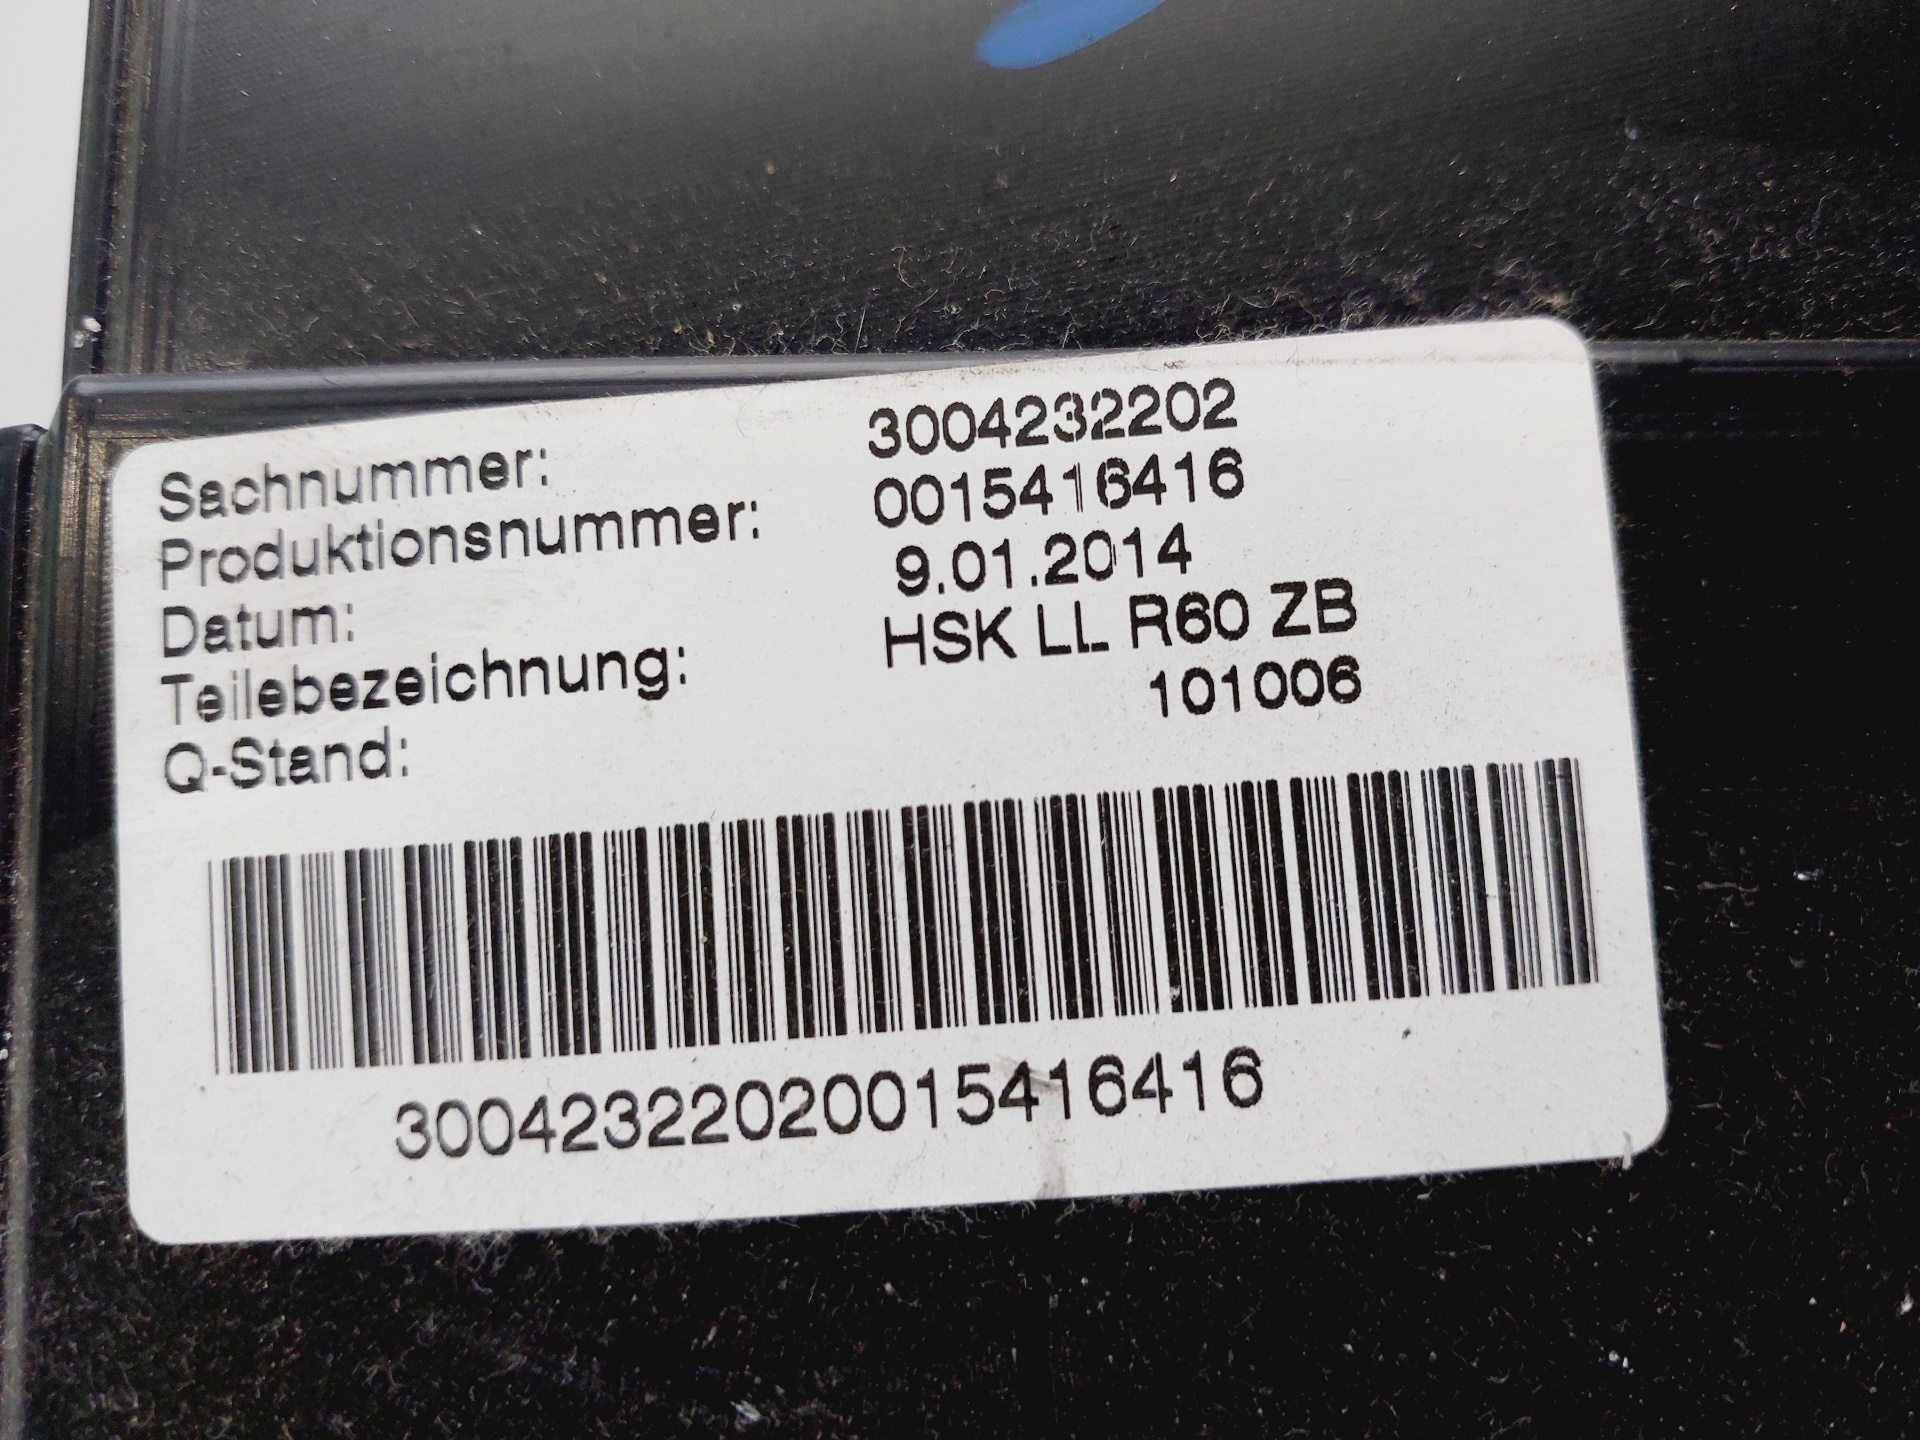 Sachnummer: 3004232202
Produktionsnummer: 0015416416
Datum: 9.01.2014
Teilebezeichnung: HSK LL R60 ZB
Q-Stand: 101006
30042322020015416416